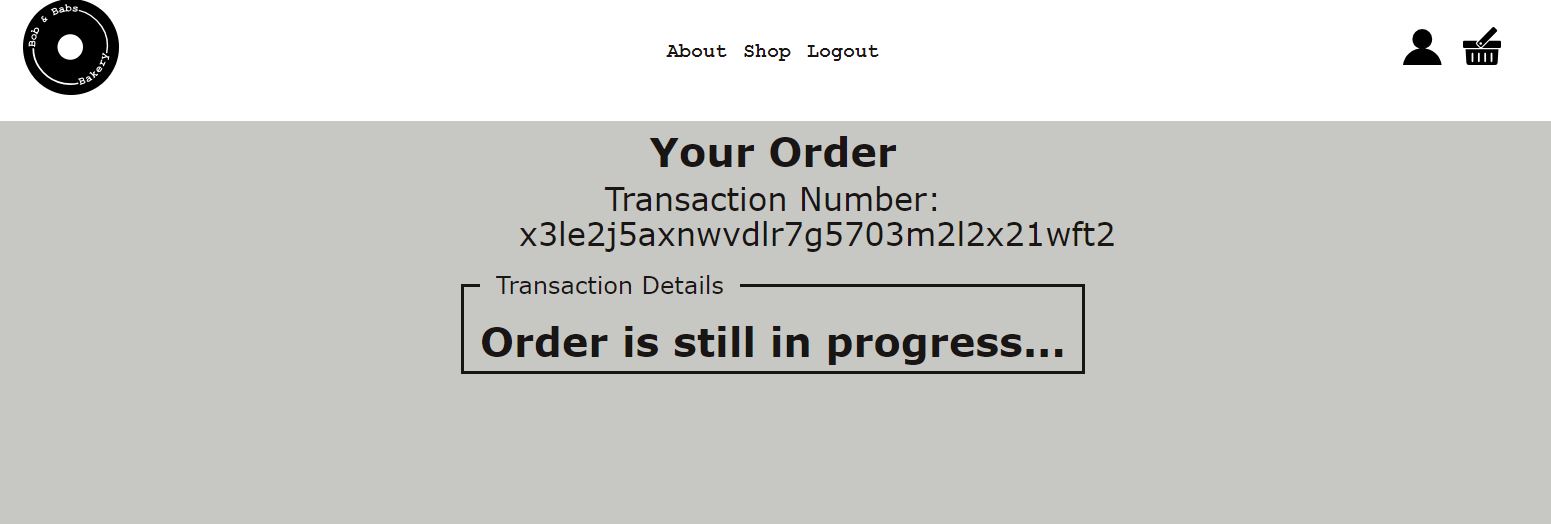 Bob & Babs
Bakery
About Shop Logout
Your Order
Transaction Number:
x3le2j5axnwvdlr7g5703m2l2x21wft2
Transaction Details
Order is still in progress...